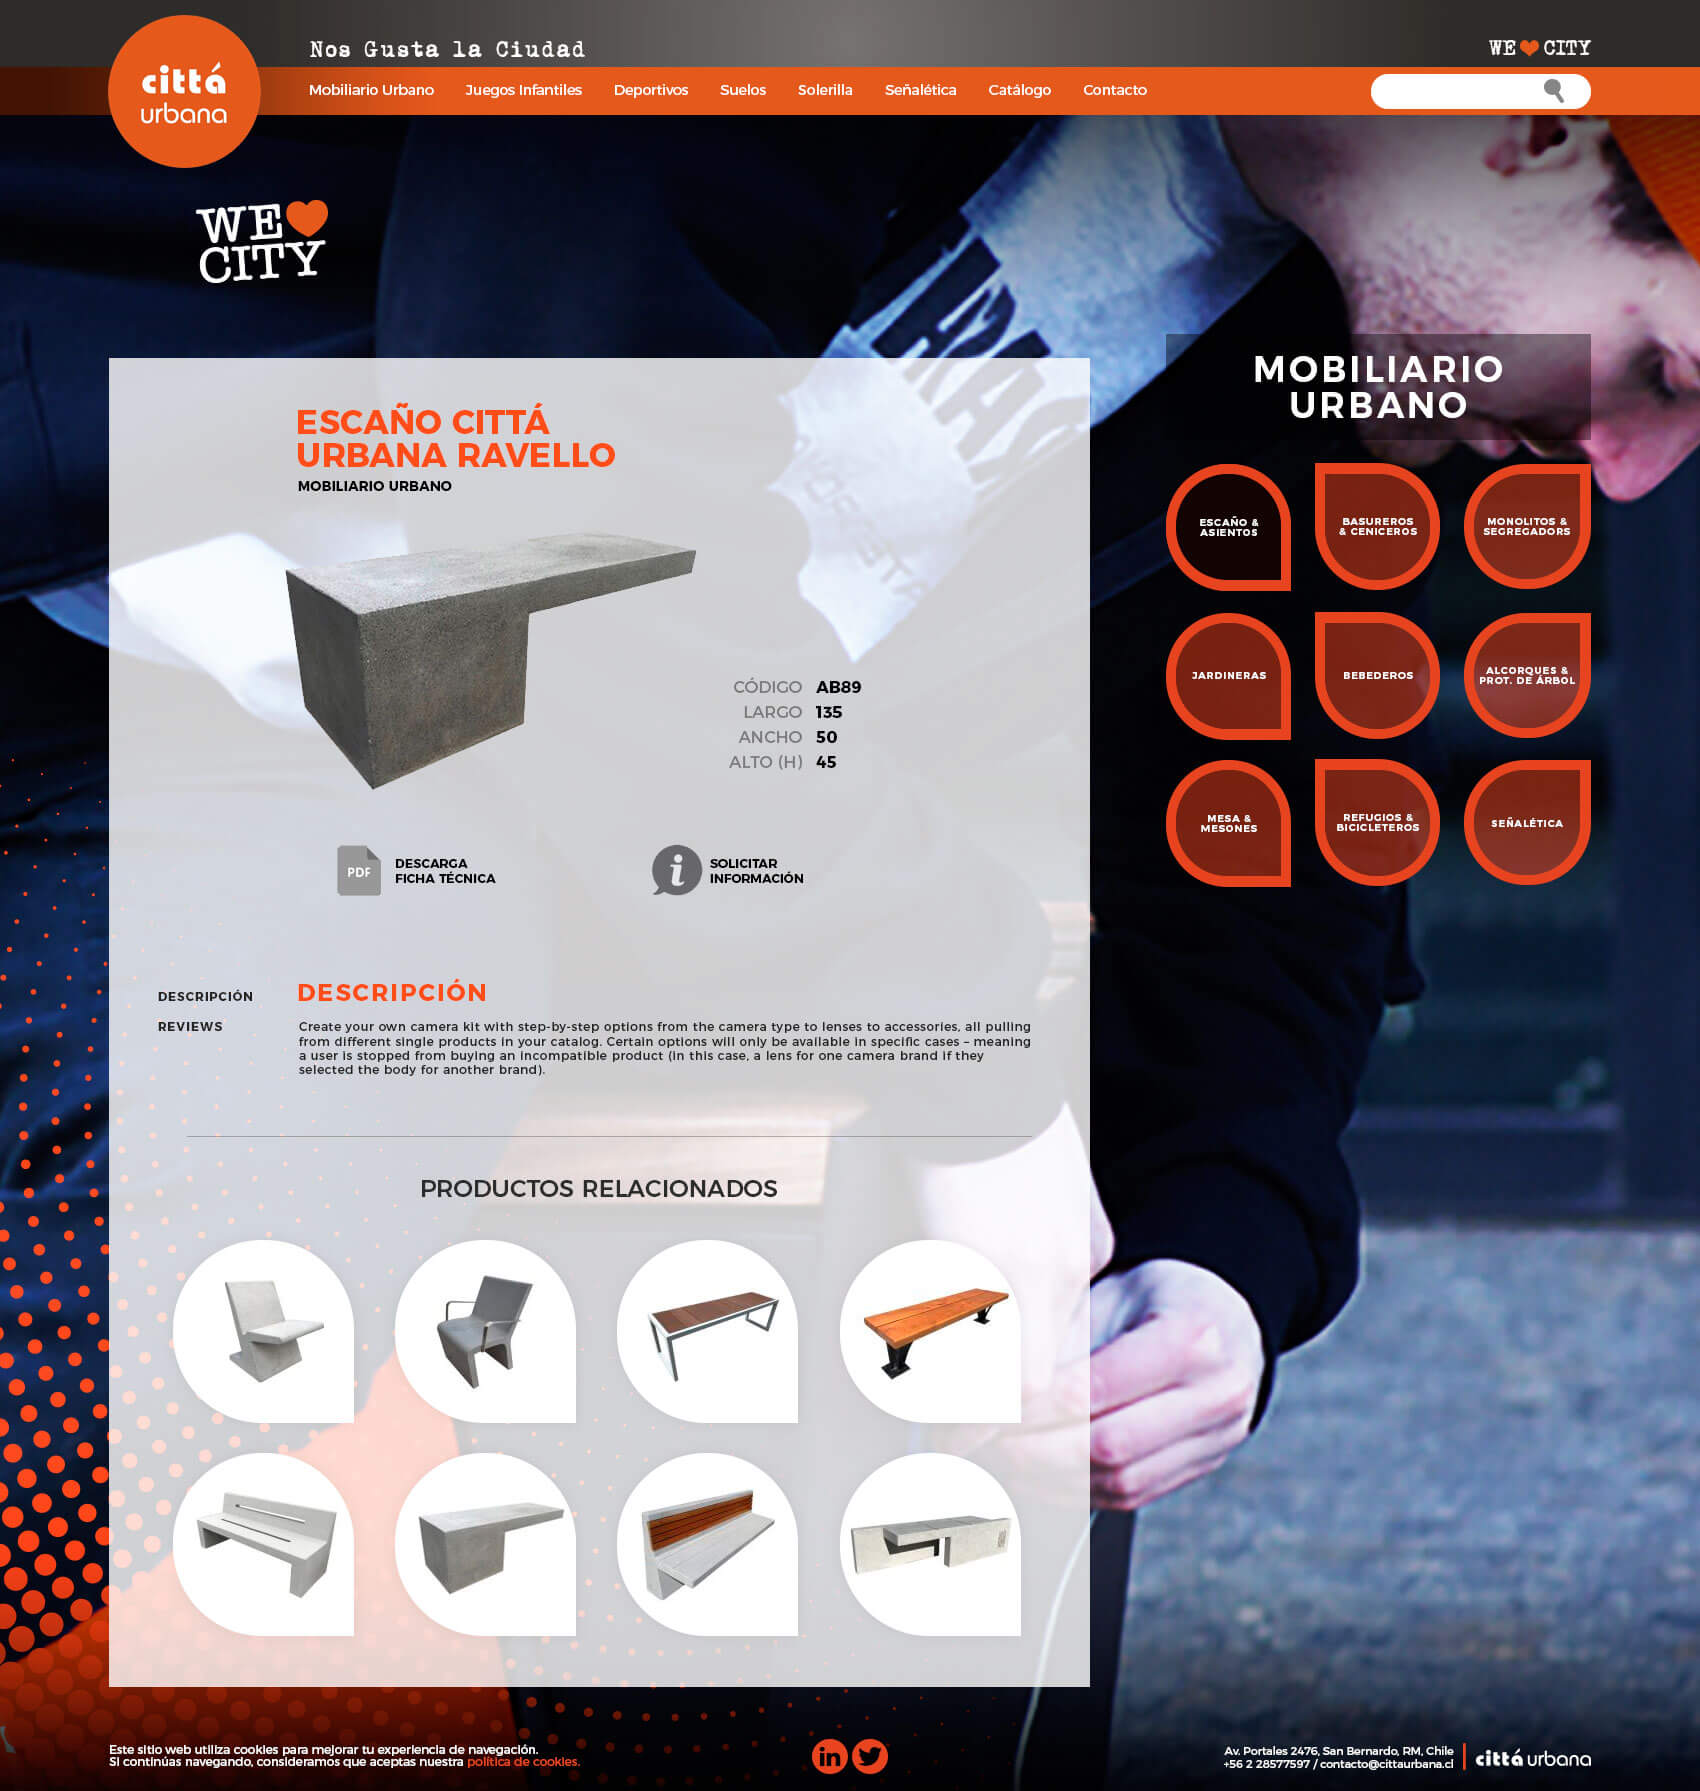 Nos Gusta la Ciudad
WE CITY
cittá
urbana
Mobiliario Urbano
Juegos Infantiles
Deportivos
Suelos
Solerilla
Señalética
Catálogo
Contacto
WE
CITY
ESCAÑO CITTÁ
URBANA RAVELLO
MOBILIARIO URBANO
CÓDIGO AB89
LARGO 135
ANCHO 50
ALTO (H) 45
PDF
DESCARGA
FICHA TÉCNICA
i
SOLICITAR
INFORMACIÓN
DESCRIPCIÓN
REVIEWS
DESCRIPCIÓN
Create your own camera kit with step-by-step options from the camera type to lenses to accessories, all pulling
from different single products in your catalog. Certain options will only be available in specific cases – meaning
a user is stopped from buying an incompatible product (in this case, a lens for one camera brand if they
selected the body for another brand).
PRODUCTOS RELACIONADOS
MOBILIARIO
URBANO
ESCAÑO &
ASIENTOS
BASUREROS
& CENICEROS
MONOLITOS &
SEGREGADORS
JARDINERAS
BEBEDEROS
ALCORQUES &
PROT. DE ÁRBOL
MESA &
MESONES
REFUGIOS &
BICICLETEROS
SEÑALÉTICA
Este sitio web utiliza cookies para mejorar tu experiencia de navegación.
Si continúas navegando, consideramos que aceptas nuestra política de cookies.
in
Av. Portales 2476, San Bernardo, RM, Chile
+56 2 28577597 / contacto@cittaurbana.cl
cittá urbana